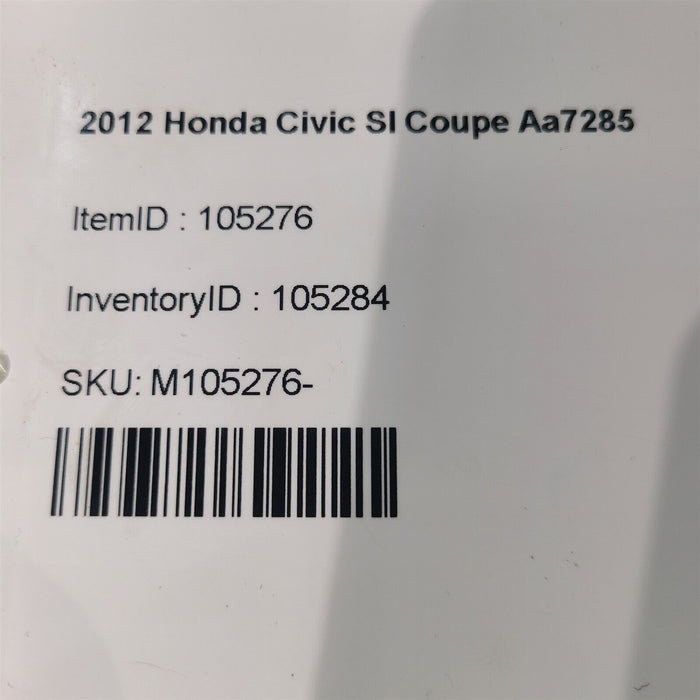 2012 Honda Civic SI Coupe Aa7285
ItemID : 105276
InventoryID : 105284
SKU: M105276-